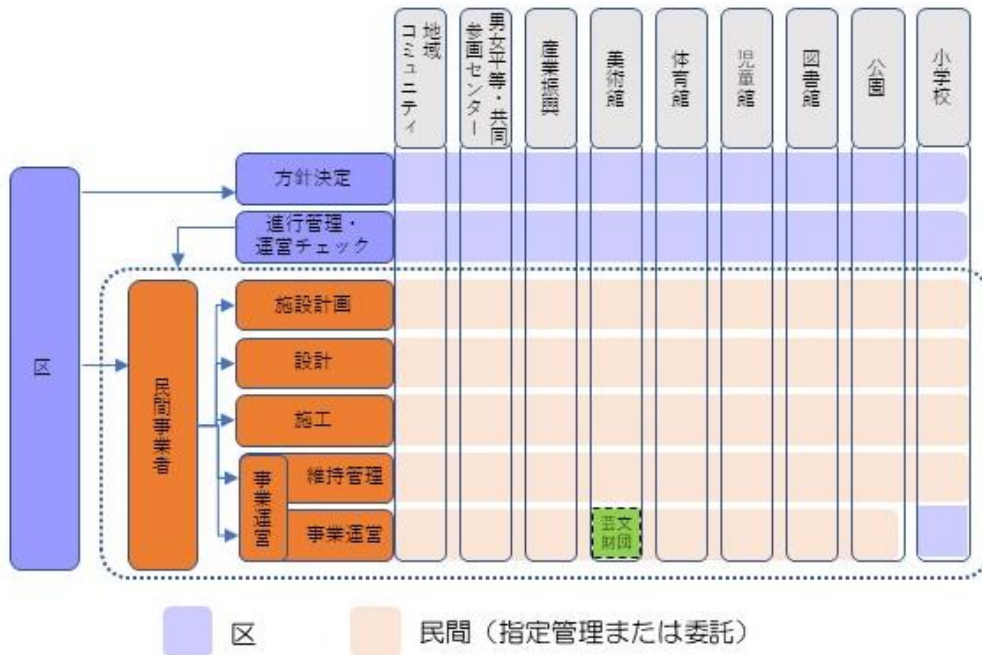 地域
コミュニティ
男女平等・共同
参画センター
産業振興
美術館
体育館
児童館
図書館
公園
小学校
方針決定
進行管理・
運営チェック
区
民間事業者
施設計画
設計
施工
事業運営
維持管理
事業運営
芸文
財団
区
民間（指定管理または委託）